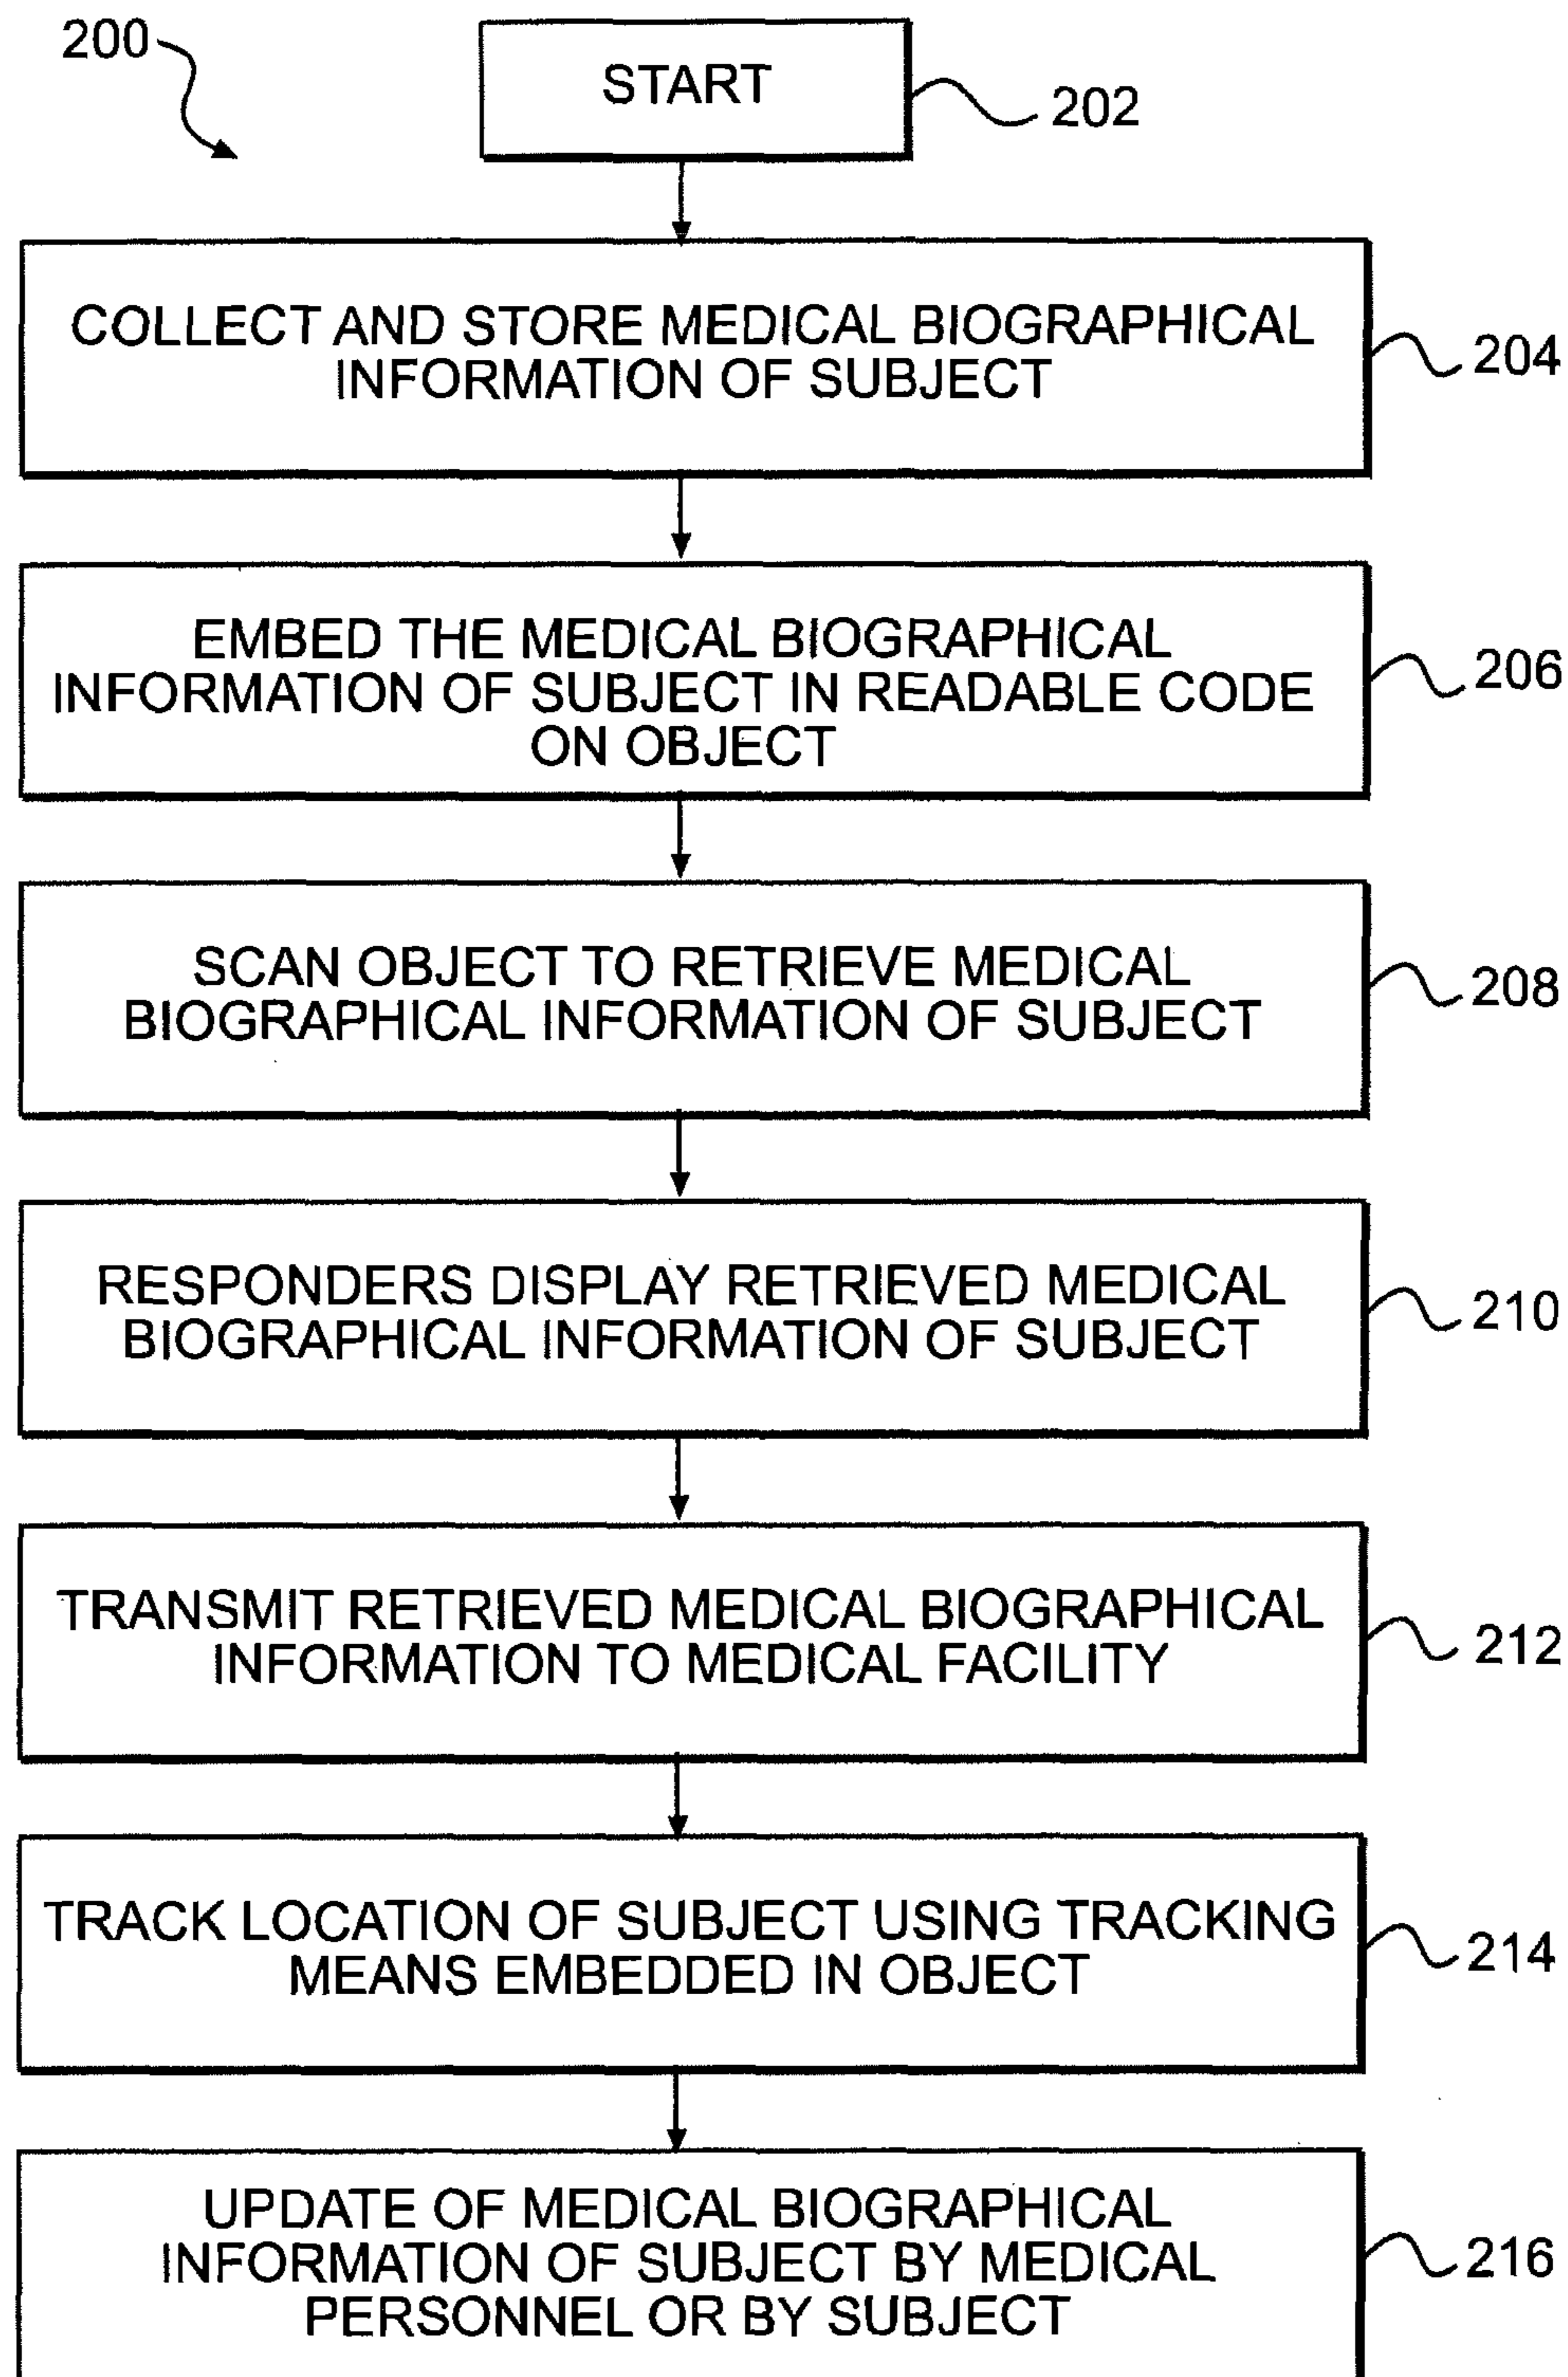 200
START
202
COLLECT AND STORE MEDICAL BIOGRAPHICAL
INFORMATION OF SUBJECT
204
EMBED THE MEDICAL BIOGRAPHICAL
INFORMATION OF SUBJECT IN READABLE CODE
ON OBJECT
206
SCAN OBJECT TO RETRIEVE MEDICAL
BIOGRAPHICAL INFORMATION OF SUBJECT
208
RESPONDERS DISPLAY RETRIEVED MEDICAL
BIOGRAPHICAL INFORMATION OF SUBJECT
210
TRANSMIT RETRIEVED MEDICAL BIOGRAPHICAL
INFORMATION TO MEDICAL FACILITY
212
TRACK LOCATION OF SUBJECT USING TRACKING
MEANS EMBEDDED IN OBJECT
214
UPDATE OF MEDICAL BIOGRAPHICAL
INFORMATION OF SUBJECT BY MEDICAL
PERSONNEL OR BY SUBJECT
216